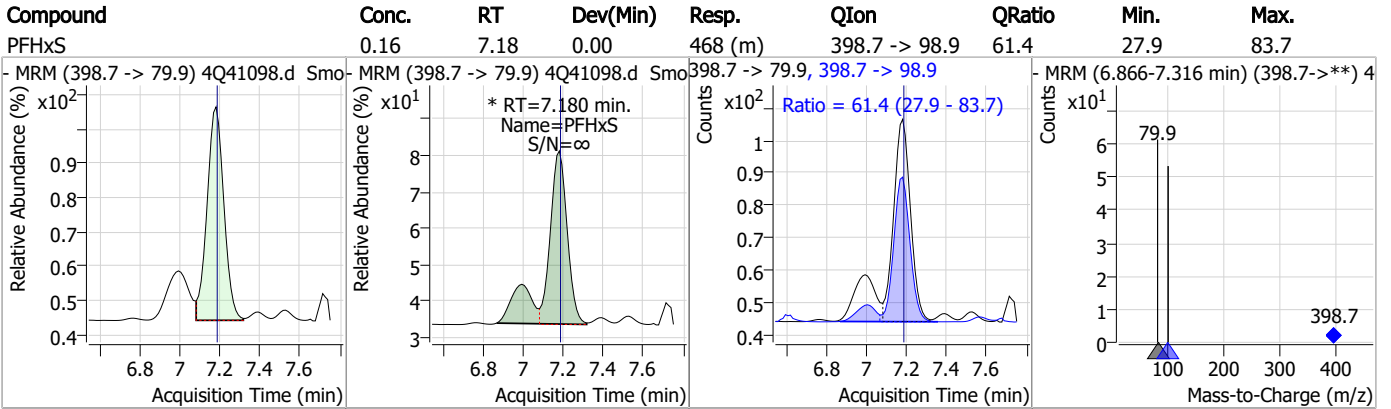 Compound Conc. RT Dev(Min) Resp. QIon QRatio Min. Max.
PFHxS 0.16 7.18 0.00 468 (m) 398.7 -> 98.9 61.4 27.9 83.7
- MRM (398.7 -> 79.9) 4Q41098.d Smo
Relative Abundance (%)
x10²
0.9
0.8
0.7
0.6
0.5
0.4
6.8 7 7.2 7.4 7.6
Acquisition Time (min)
- MRM (398.7 -> 79.9) 4Q41098.d Smo
Relative Abundance (%)
x10¹
* RT=7.180 min.
Name=PFHxS
S/N=∞
8
7
5
4
3
6.8 7 7.2 7.4 7.6
Acquisition Time (min)
398.7 -> 79.9, 398.7 -> 98.9
Counts
x10²
Ratio = 61.4 (27.9 - 83.7)
1
0.9
0.8
0.7
0.6
0.5
0.4
6.8 7 7.2 7.4 7.6
Acquisition Time (min)
- MRM (6.866-7.316 min) (398.7->**) 4
Counts
x10¹
79.9
6
5
4
3
2
1
0
398.7
100 200 300 400
Mass-to-Charge (m/z)